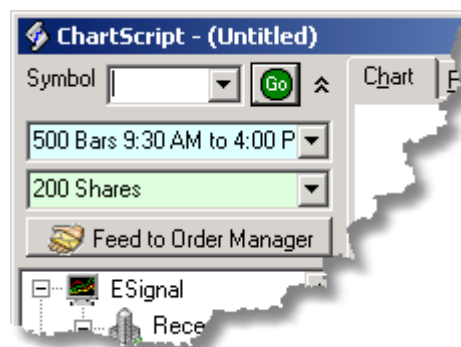 ChartScript - (Untitled)
Symbol Go Chart
500 Bars 9:30 AM to 4:00 P
200 Shares
Feed to Order Manager
ESignal
Rece